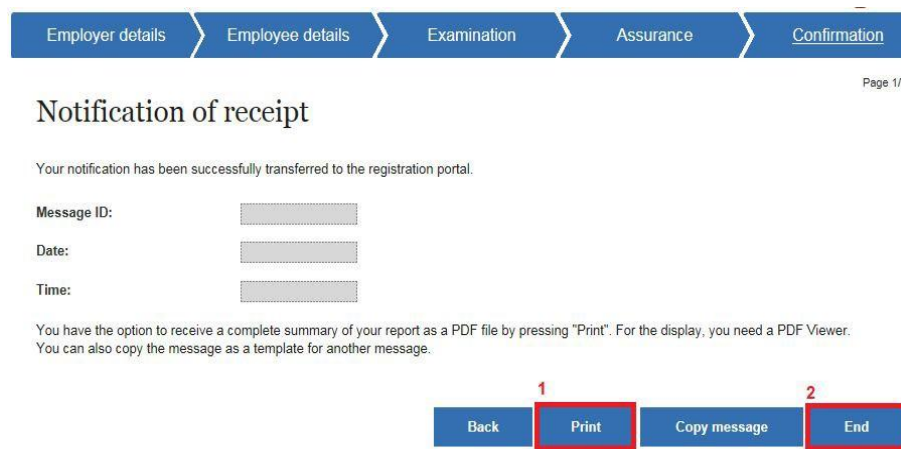 Employer details
Employee details
Examination
Assurance
Confirmation
Page 1/
Notification of receipt
Your notification has been successfully transferred to the registration portal.
Message ID:
Date:
Time:
You have the option to receive a complete summary of your report as a PDF file by pressing "Print". For the display, you need a PDF Viewer.
You can also copy the message as a template for another message.
1
2
Back
Print
Copy message
End